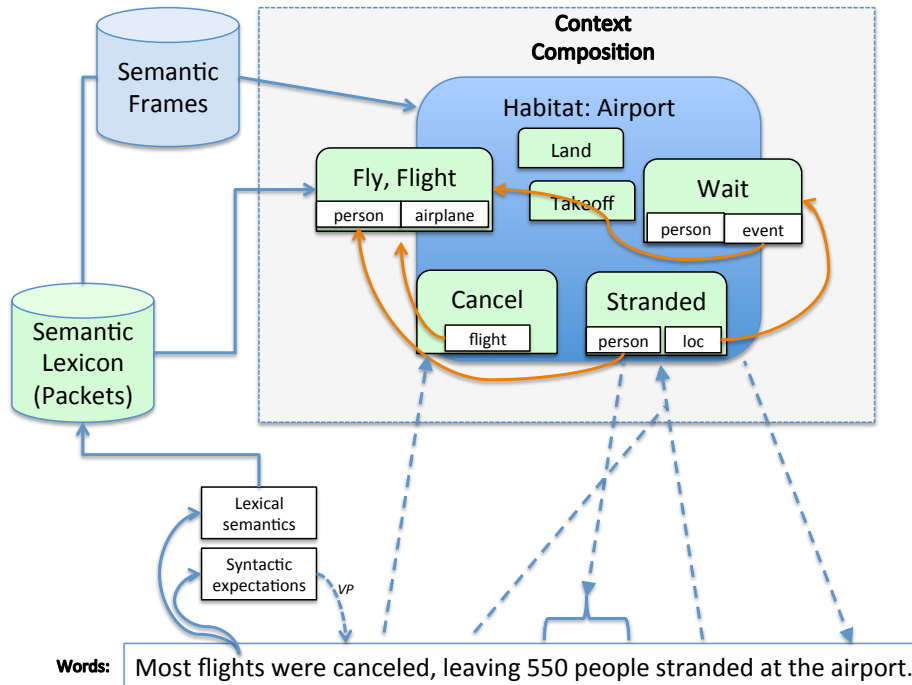 Context
Composition
Semantic
Frames
Habitat: Airport
Land
Fly, Flight
Takeoff
Wait
person
airplane
person
event
Cancel
Stranded
flight
person
loc
Semantic
Lexicon
(Packets)
Lexical
semantics
Syntactic
expectations
VP
Words:
Most flights were canceled, leaving 550 people stranded at the airport.